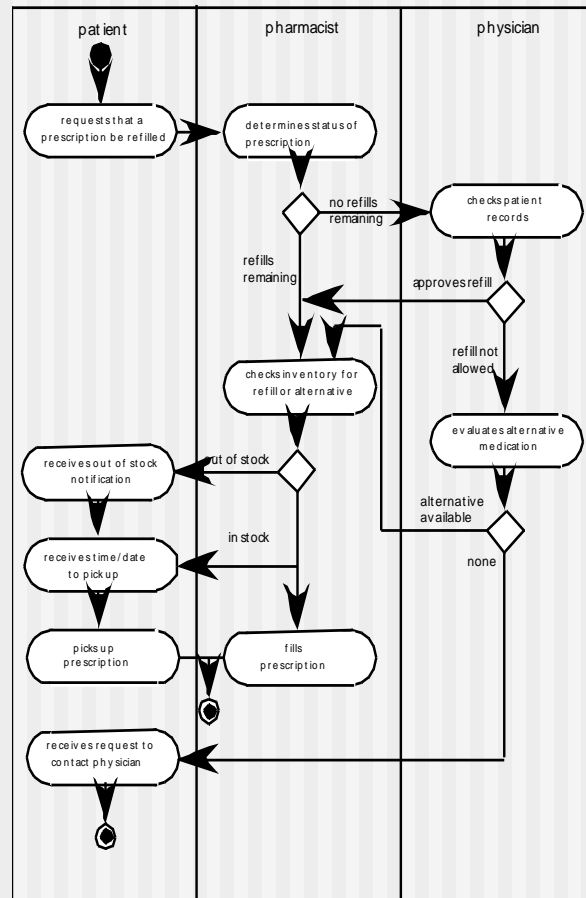 patient
pharmacist
physician
requests that a
prescription be refilled
determines status of
prescription
no refills
remaining
checks patient
records
refills
remaining
approves refill
checks inventory for
refill or alternative
refill not
allowed
evaluates alternative
medication
receives out of stock
notification
out of stock
alternative
available
in stock
receives time/date
to pickup
none
picks up
prescription
fills
prescription
receives request to
contact physician